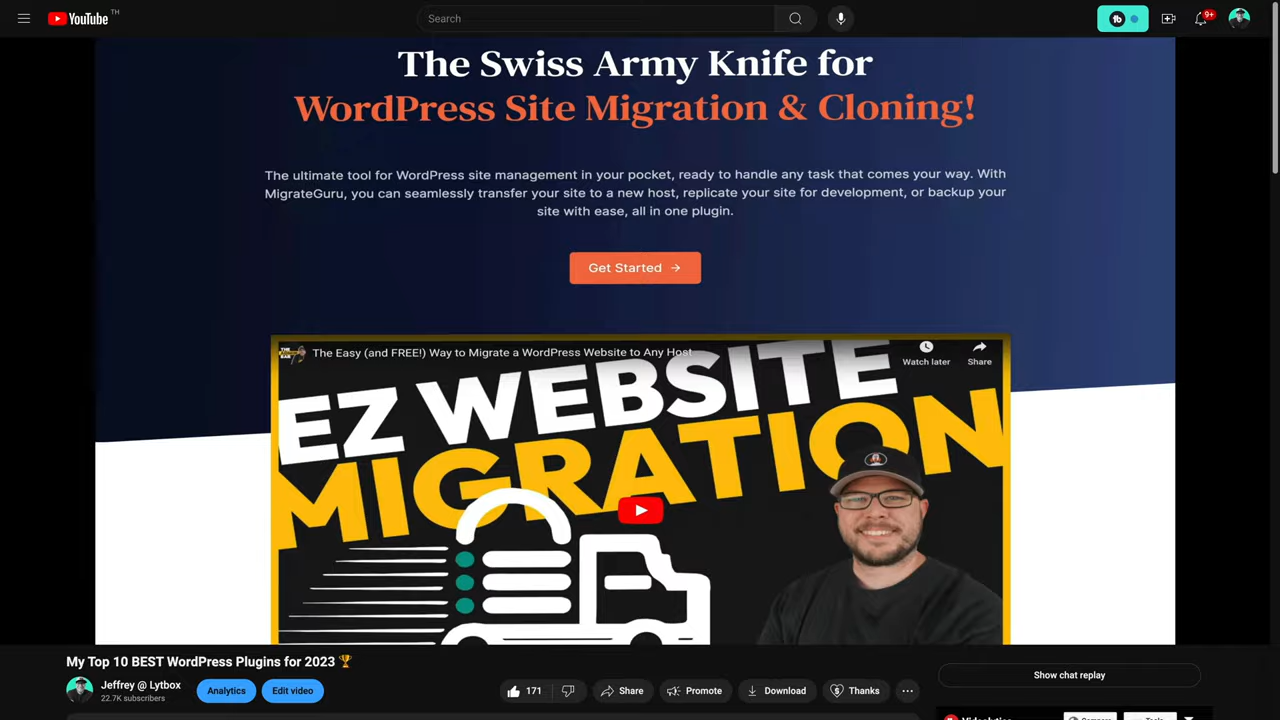 YouTube TH
Search
9+
The Swiss Army Knife for
WordPress Site Migration & Cloning!
The ultimate tool for WordPress site management in your pocket, ready to handle any task that comes your way. With
MigrateGuru, you can seamlessly transfer your site to a new host, replicate your site for development, or backup your
site with ease, all in one plugin.
Get Started →
The Easy (and FREE!) Way to Migrate a WordPress Website to Any Host
Watch later
Share
EZ WEBSITE
MIGRATION
My Top 10 BEST WordPress Plugins for 2023 🏆
Jeffrey @ Lytbox
22.7K subscribers
Analytics
Edit video
171
Share
Promote
Download
Thanks
Show chat replay